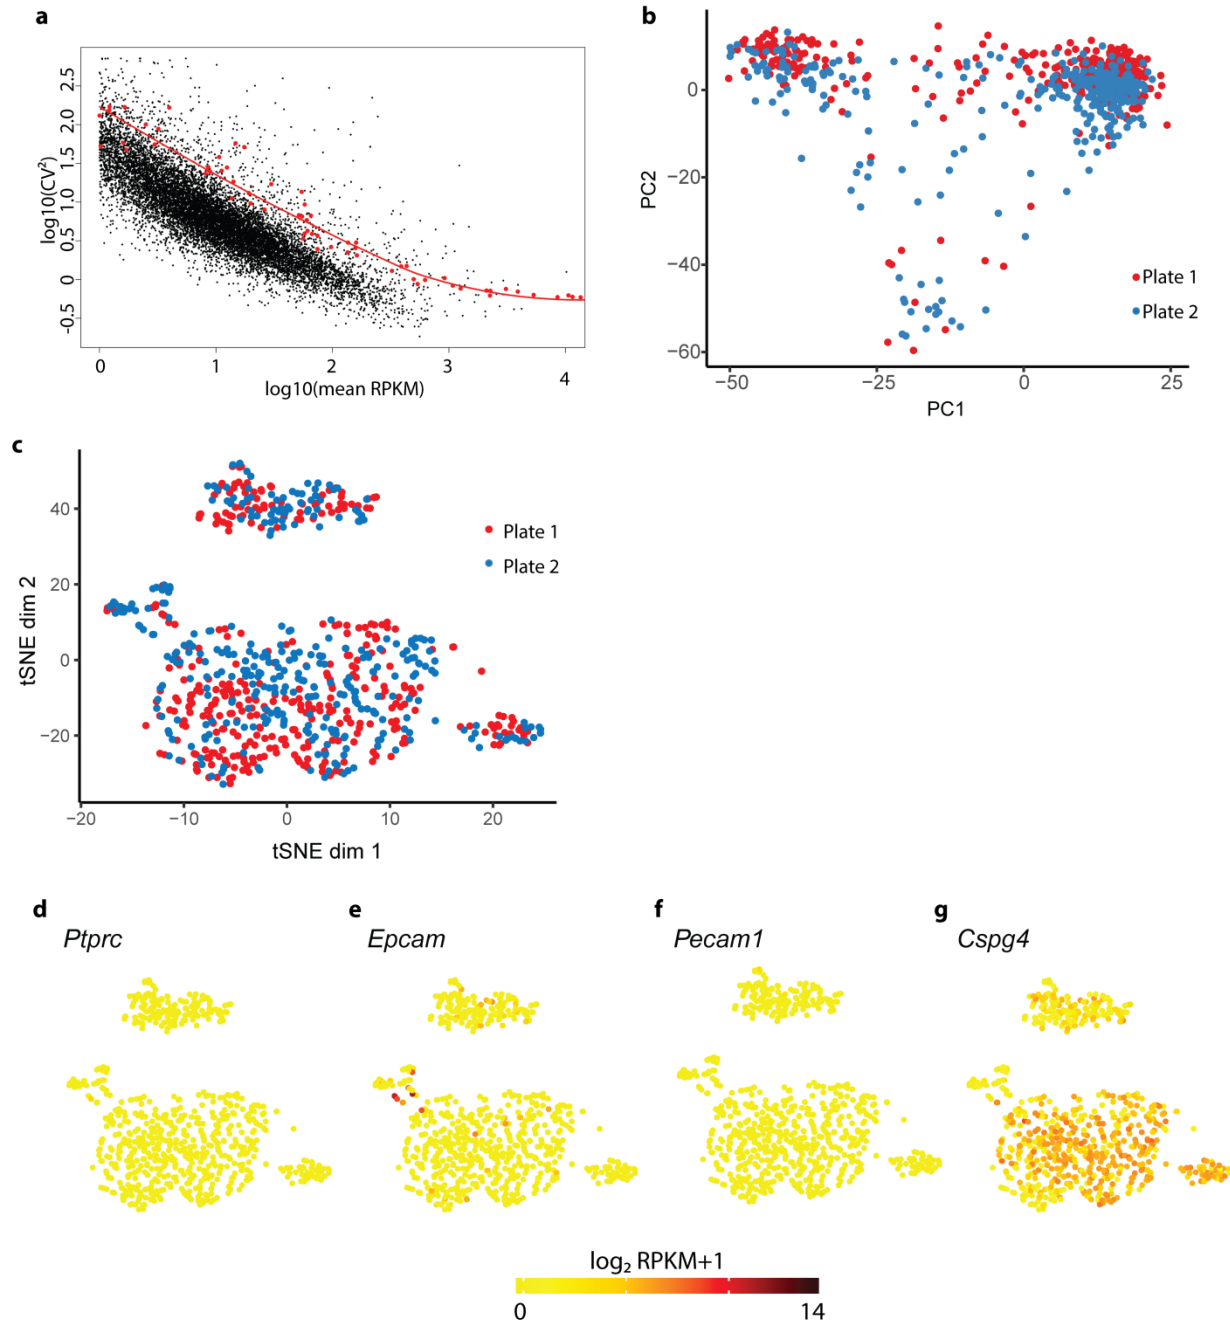 a
log10(CV²)
2.5
2.0
1.5
1.0
0.5
0
-0.5
0 1 2 3 4
log10(mean RPKM)
b
PC2
0
−20
−40
−60
Plate 1
Plate 2
−50 −25 0 25
PC1
c
tSNE dim 2
40
20
0
−20
Plate 1
Plate 2
−20 −10 0 10 20
tSNE dim 1
d
Ptprc
e
Epcam
f
Pecam1
g
Cspg4
log₂ RPKM+1
0 14